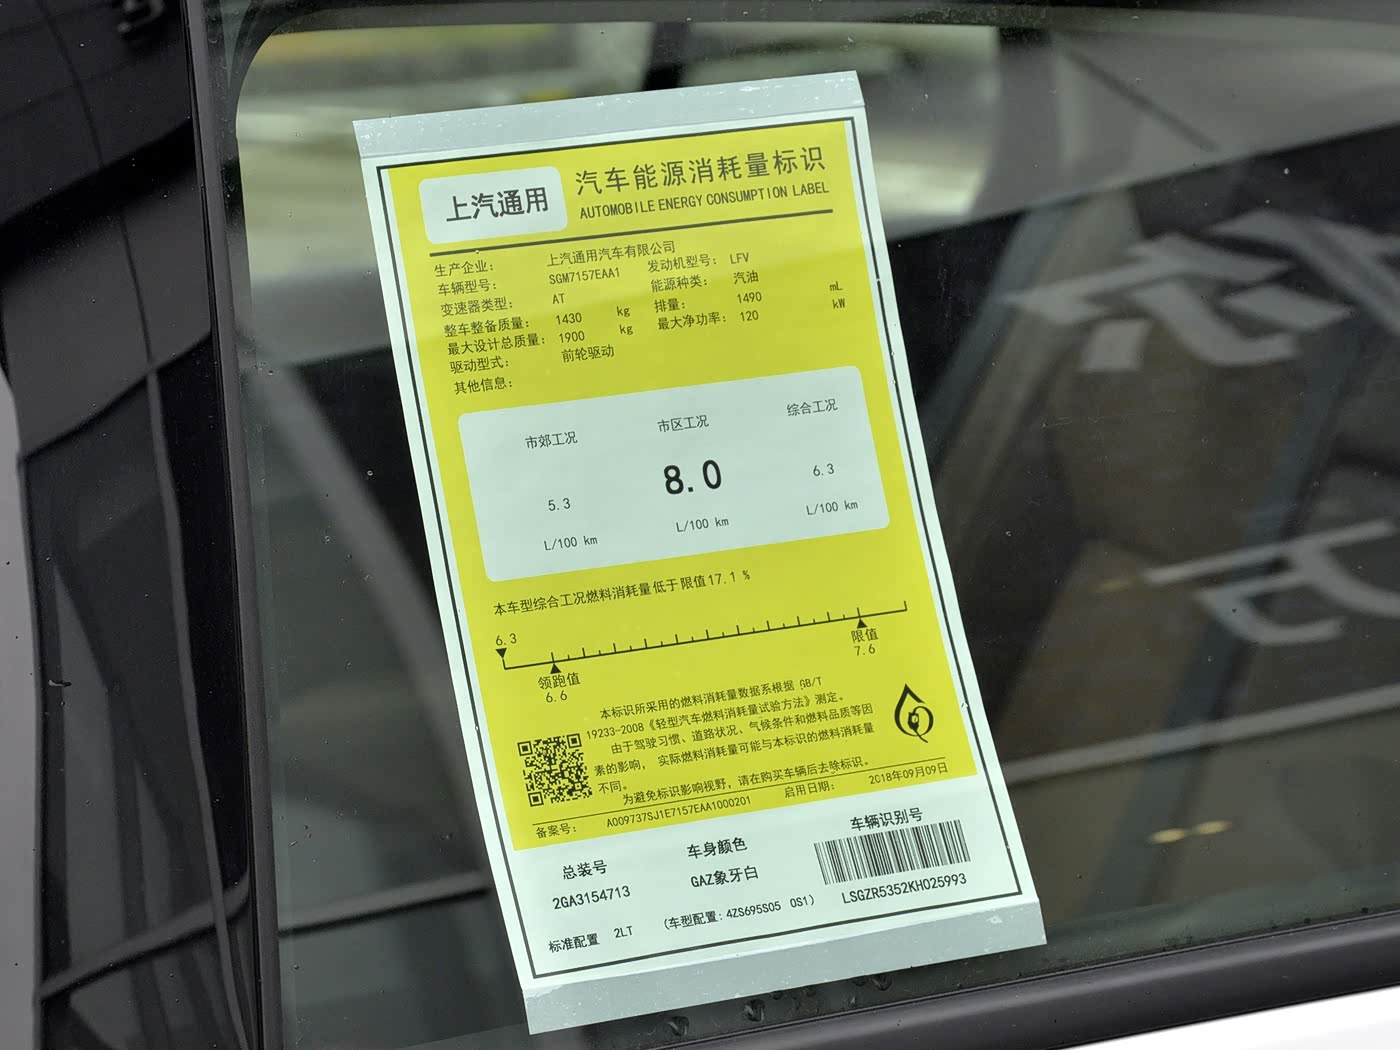 上汽通用
汽车能源消耗量标识
AUTOMOBILE ENERGY CONSUMPTION LABEL
生产企业: 上汽通用汽车有限公司
车辆型号: SGM7157EAA1 发动机型号: LFV
变速器类型: AT 能源种类: 汽油
整车整备质量: 1430 kg 排量: 1490 mL
最大设计总质量: 1900 kg 最大净功率: 120 kW
驱动型式: 前轮驱动
其他信息:
市郊工况 市区工况 综合工况
5.3 8.0 6.3
L/100 km L/100 km L/100 km
本车型综合工况燃料消耗量低于限值17.1 %
6.3
领跑值 限值
6.6 7.6
本标识所采用的燃料消耗量数据系根据 GB/T
19233-2008《轻型汽车燃料消耗量试验方法》测定。
由于驾驶习惯、道路状况、气候条件和燃料品质等因
素的影响, 实际燃料消耗量可能与本标识的燃料消耗量
不同。
为避免标识影响视野, 请在购买车辆后去除标识。
备案号: A009737SJ1E7157EAA1000201 启用日期: 2018年09月09日
总装号 车身颜色 车辆识别号
2GA3154713 GAZ象牙白 LSGZR5352KH025993
标准配置 2LT (车型配置: 4ZS695S05 0S1)